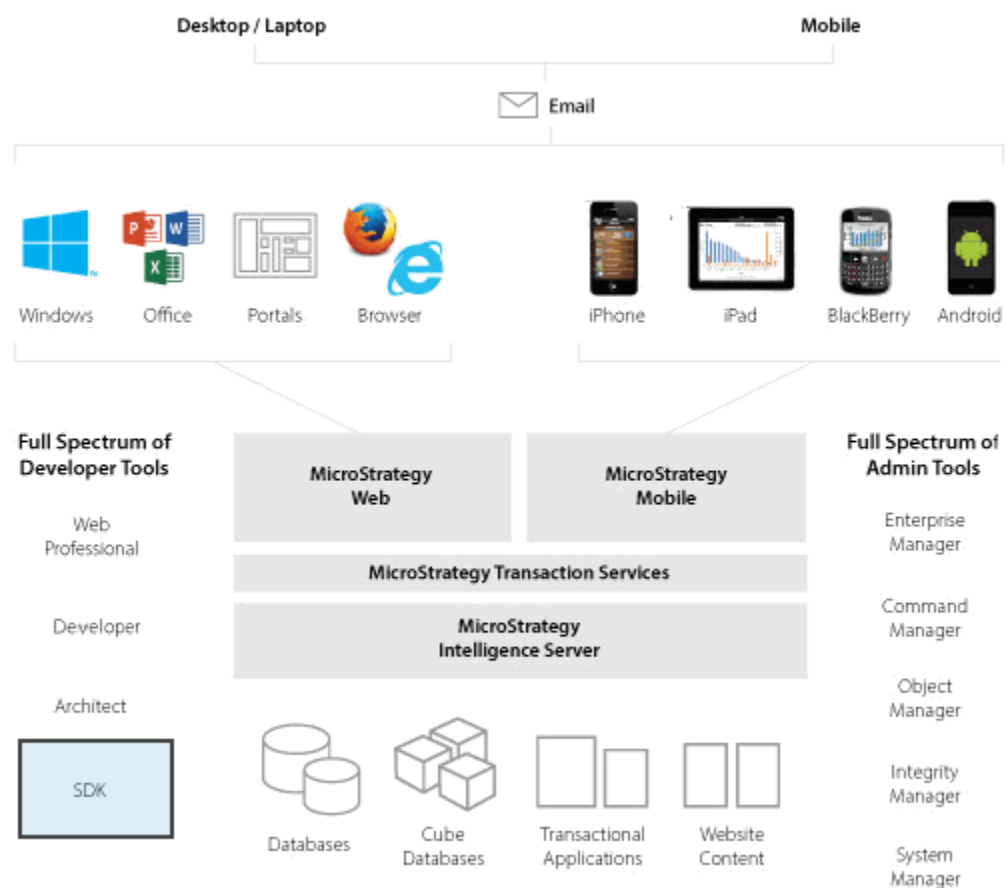 Desktop / Laptop
Mobile
Email
P
W
X
Windows
Office
Portals
Browser
iPhone
iPad
BlackBerry
Android
Full Spectrum of
Developer Tools
Web
Professional
Developer
Architect
SDK
MicroStrategy
Web
MicroStrategy
Mobile
MicroStrategy Transaction Services
MicroStrategy
Intelligence Server
Databases
Cube
Databases
Transactional
Applications
Website
Content
Full Spectrum of
Admin Tools
Enterprise
Manager
Command
Manager
Object
Manager
Integrity
Manager
System
Manager